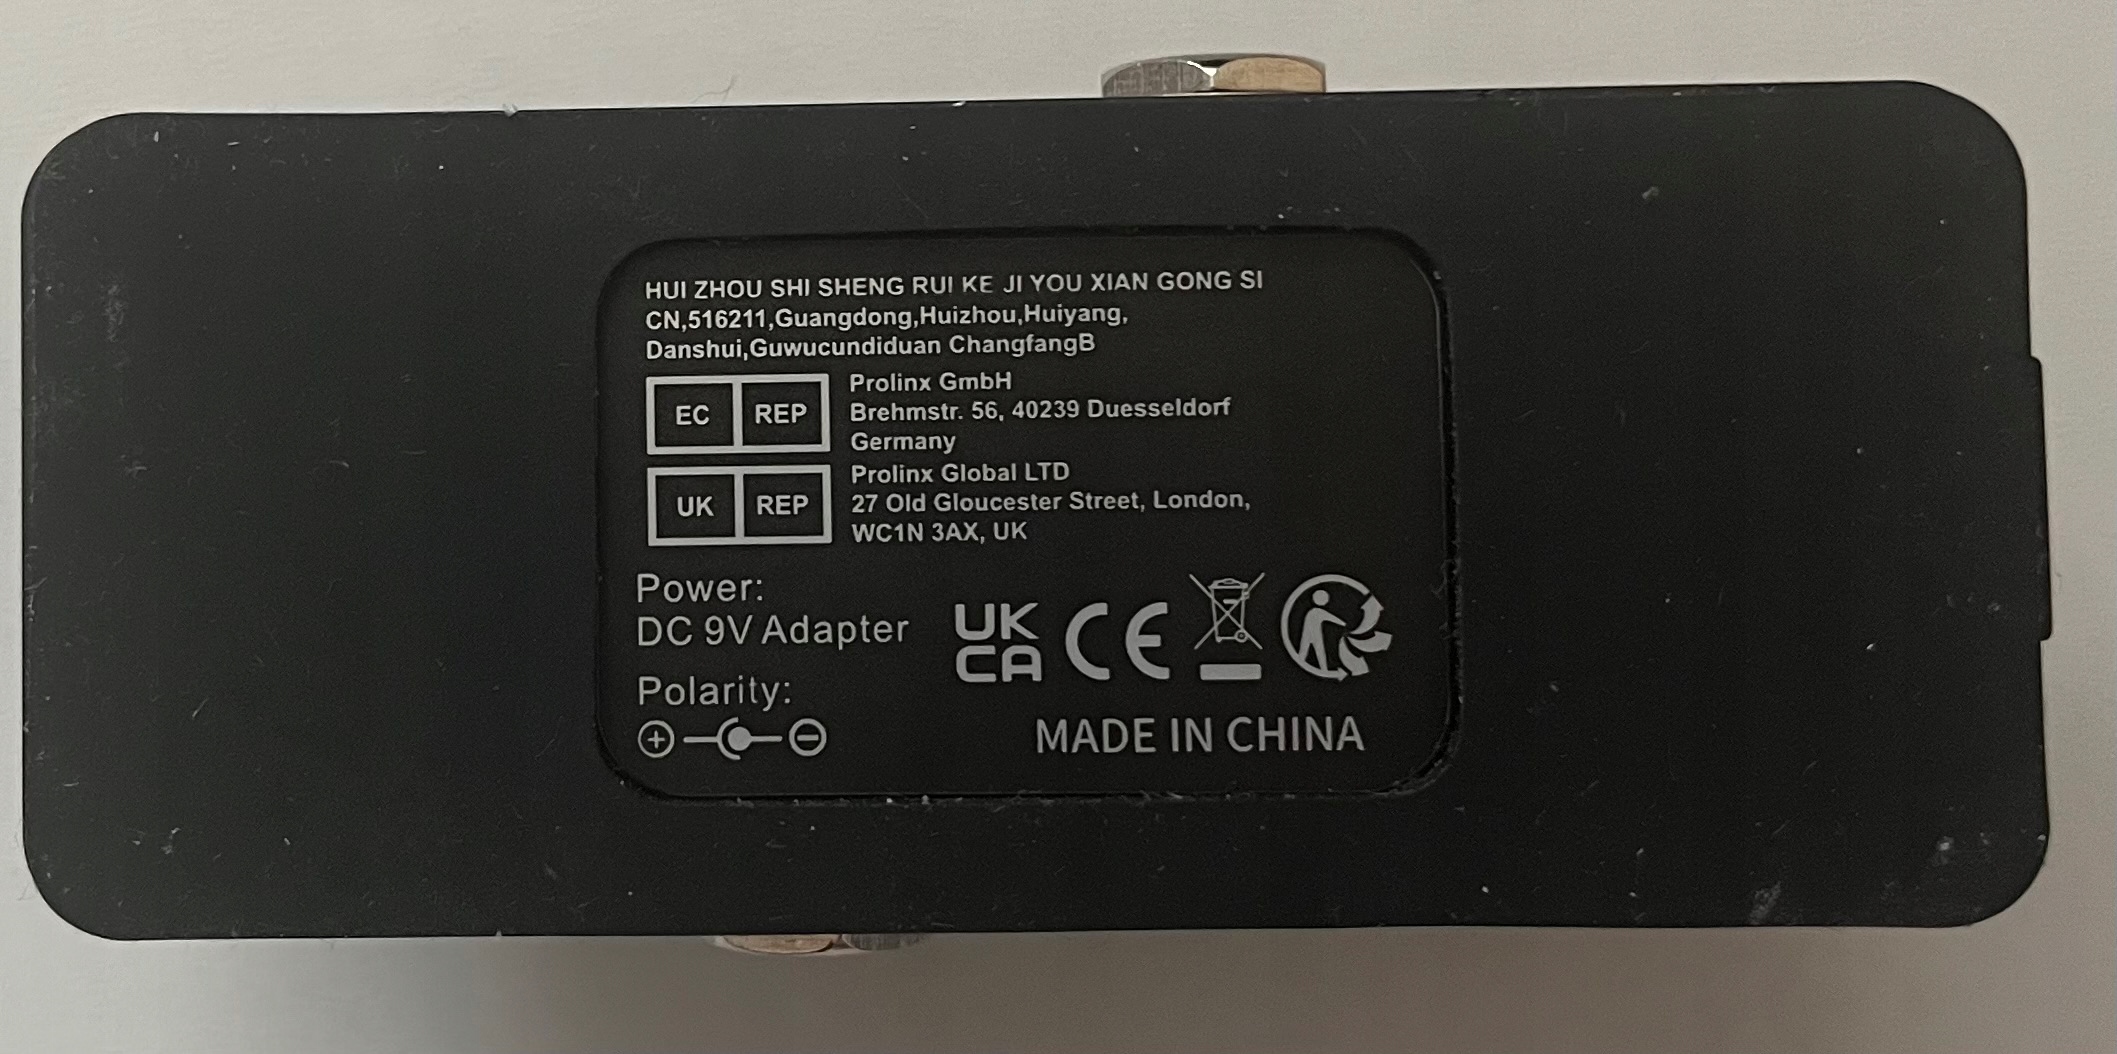 HUI ZHOU SHI SHENG RUI KE JI YOU XIAN GONG SI
CN,516211,Guangdong,Huizhou,Huiyang,
Danshui,Guwucundiduan ChangfangB
EC REP
Prolinx GmbH
Brehmstr. 56, 40239 Duesseldorf
Germany
UK REP
Prolinx Global LTD
27 Old Gloucester Street, London,
WC1N 3AX, UK
Power:
DC 9V Adapter
Polarity:
UK
CA
CE
MADE IN CHINA